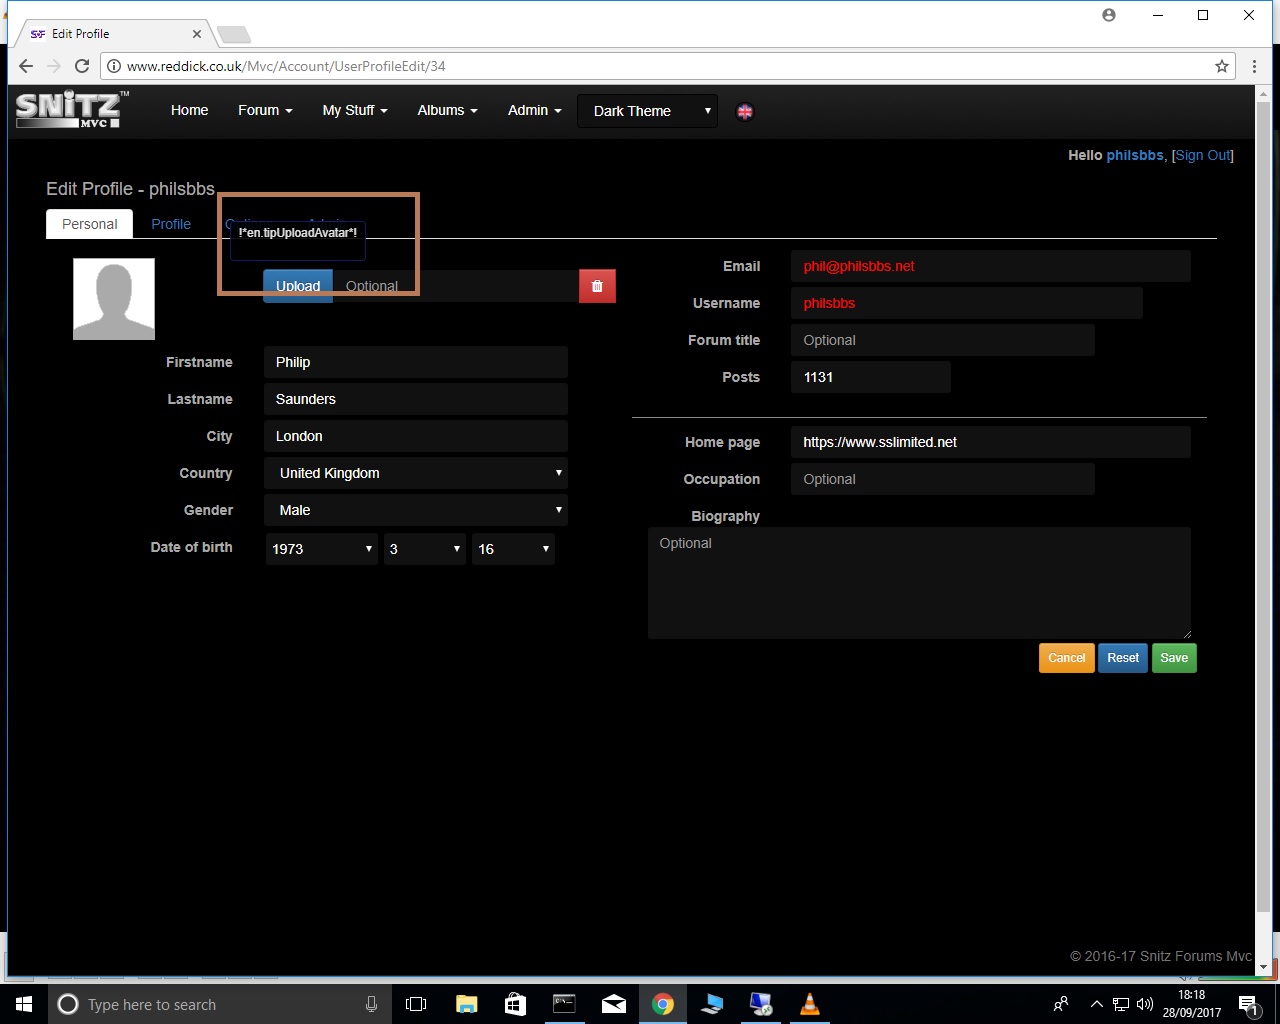 Edit Profile
www.reddick.co.uk/Mvc/Account/UserProfileEdit/34
SNiTZ™
MVC
Home Forum My Stuff Albums Admin Dark Theme
Hello philsbbs, [Sign Out]
Edit Profile - philsbbs
Personal Profile
!*en.tipUploadAvatar*!
Upload Optional
Email phil@philsbbs.net
Username philsbbs
Forum title Optional
Posts 1131
Firstname Philip
Lastname Saunders
City London
Country United Kingdom
Gender Male
Date of birth 1973 3 16
Home page https://www.sslimited.net
Occupation Optional
Biography
Optional
Cancel Reset Save
© 2016-17 Snitz Forums Mvc
Type here to search
18:18
28/09/2017
1